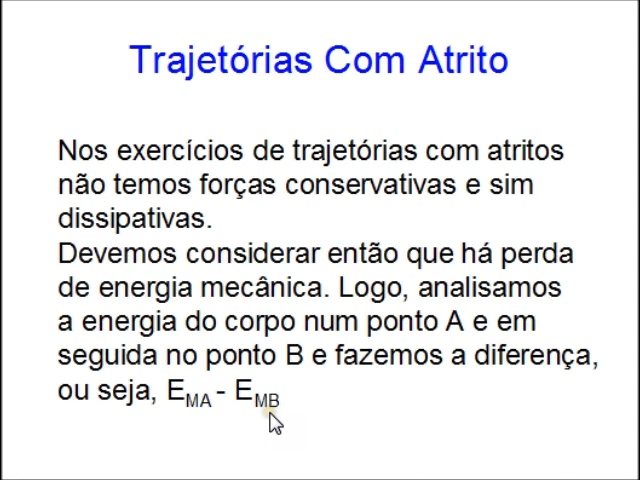 Trajetórias Com Atrito
Nos exercícios de trajetórias com atritos
não temos forças conservativas e sim
dissipativas.
Devemos considerar então que há perda
de energia mecânica. Logo, analisamos
a energia do corpo num ponto A e em
seguida no ponto B e fazemos a diferença,
ou seja, EMA - EMB